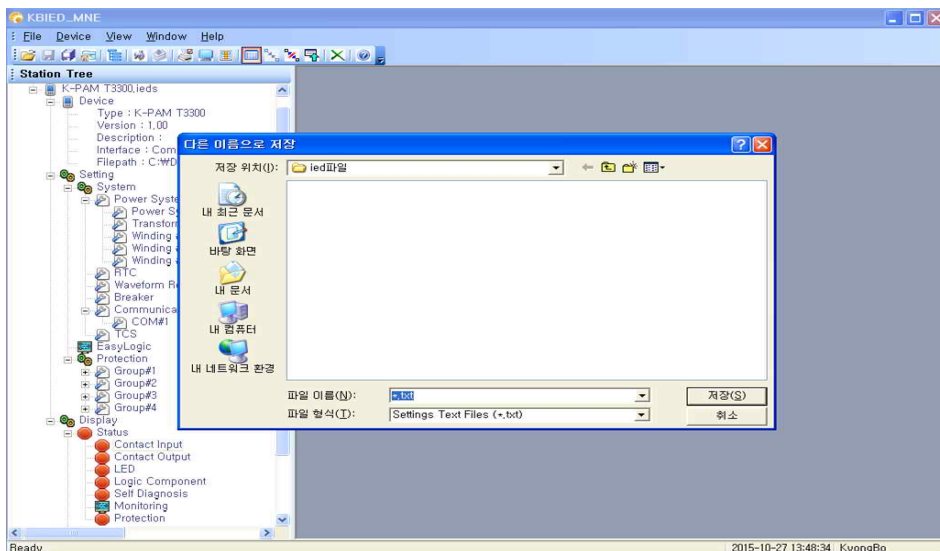 KBIED_MNE
File Device View Window Help
Station Tree
K-PAM T3300.ieds
Device
Type : K-PAM T3300
Version : 1.00
Description :
Interface : Com
Filepath : C:₩D
Setting
System
Power Syste
Power S
Transforr
Winding
Winding
Winding
RTC
Waveform Re
Breaker
Communica
COM#1
TCS
EasyLogic
Protection
Group#1
Group#2
Group#3
Group#4
Display
Status
Contact Input
Contact Output
LED
Logic Component
Self Diagnosis
Monitoring
Protection
다른 이름으로 저장
저장 위치(I): ied파일
내 최근 문서
바탕 화면
내 문서
내 컴퓨터
내 네트워크 환경
파일 이름(N): *.txt 저장(S)
파일 형식(T): Settings Text Files (*.txt) 취소
Ready 2015-10-27 13:48:34 KyongBo